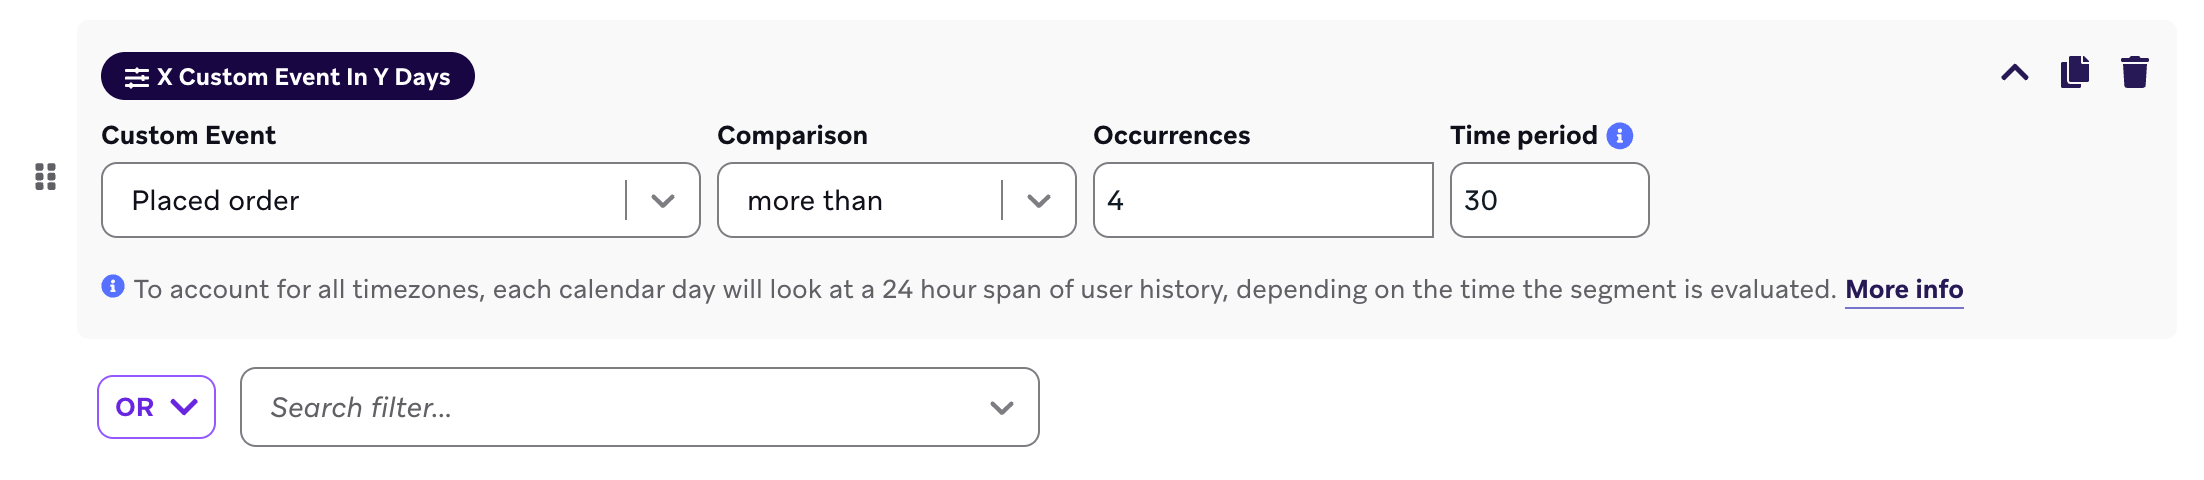 X Custom Event In Y Days
Custom Event
Comparison
Occurrences
Time period
Placed order
more than
4
30
To account for all timezones, each calendar day will look at a 24 hour span of user history, depending on the time the segment is evaluated. More info
OR
Search filter...